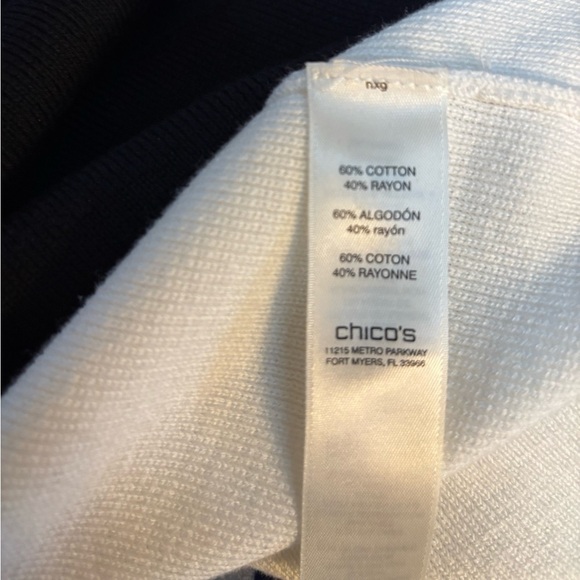 nxg
60% COTTON
40% RAYON
60% ALGODÓN
40% rayón
60% COTON
40% RAYONNE
chico's
11215 METRO PARKWAY
FORT MYERS, FL 33966